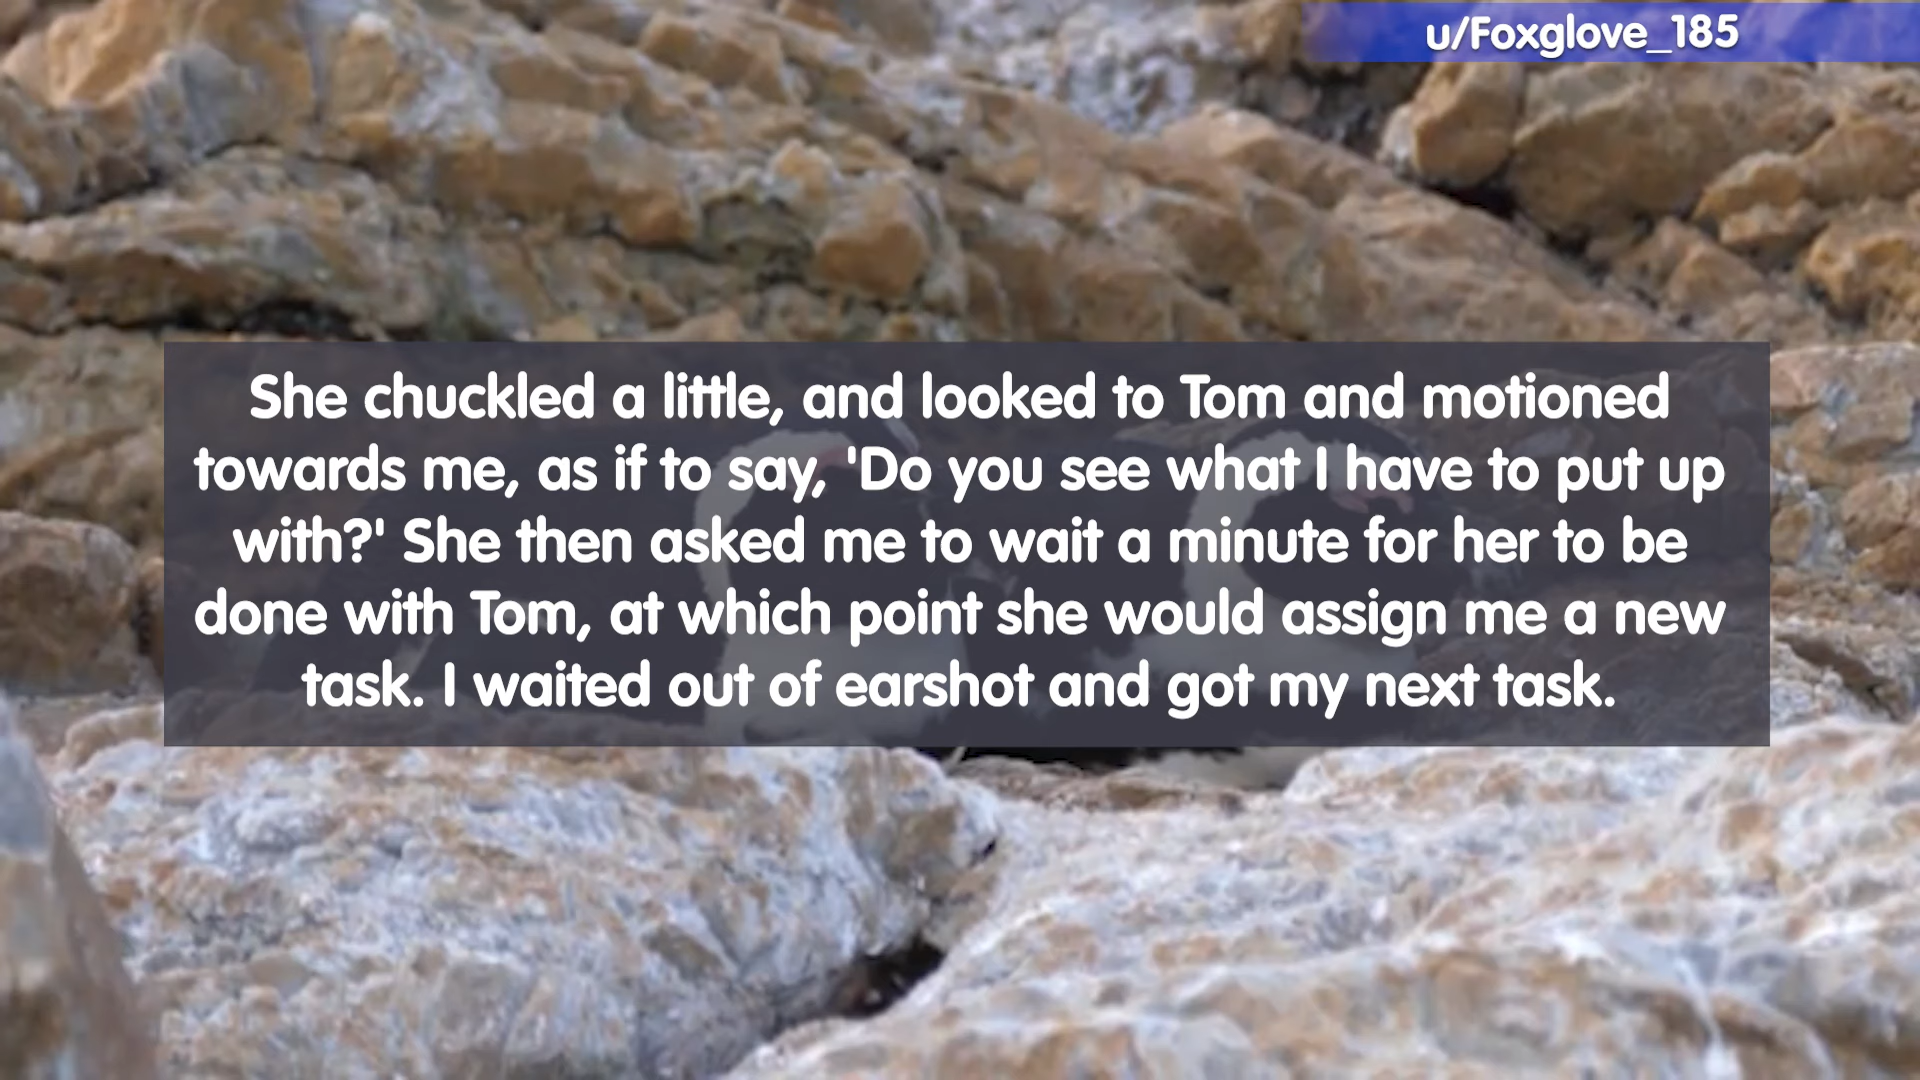 u/Foxglove_185
She chuckled a little, and looked to Tom and motioned
towards me, as if to say, 'Do you see what I have to put up
with?' She then asked me to wait a minute for her to be
done with Tom, at which point she would assign me a new
task. I waited out of earshot and got my next task.